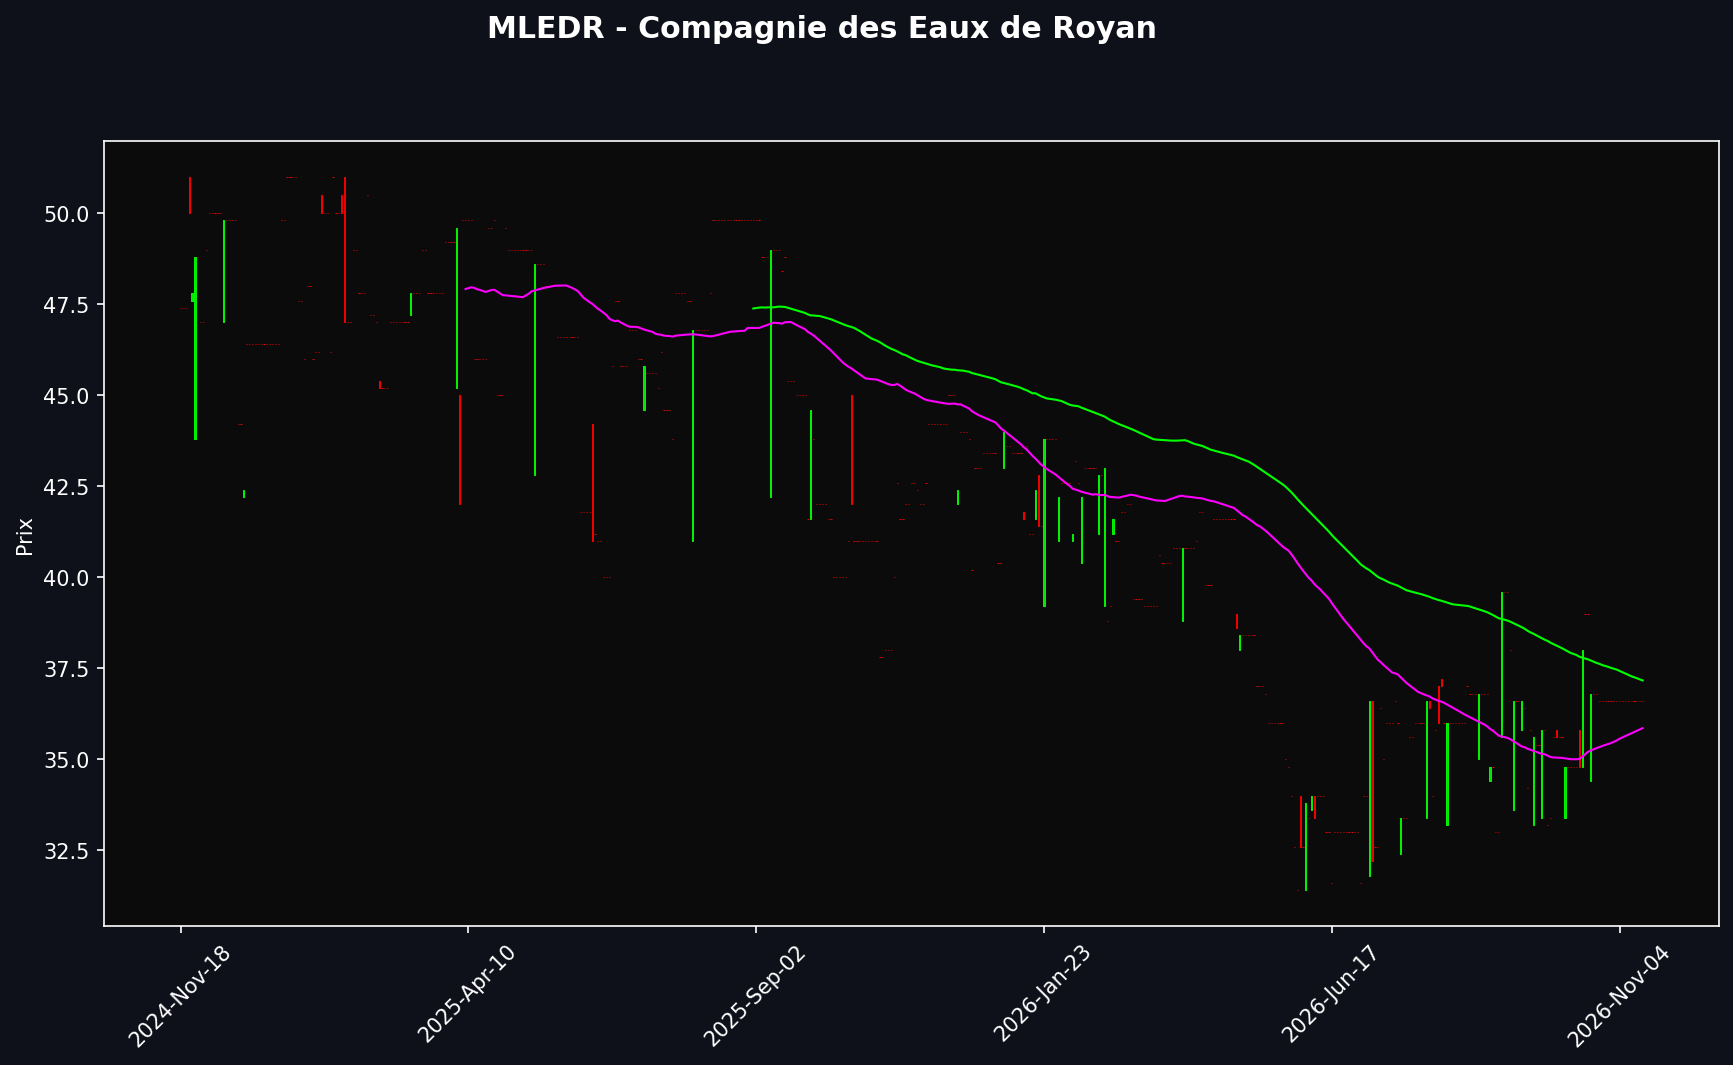 MLEDR - Compagnie des Eaux de Royan
Prix
50.0
47.5
45.0
42.5
40.0
37.5
35.0
32.5
2024-Nov-18
2025-Apr-10
2025-Sep-02
2026-Jan-23
2026-Jun-17
2026-Nov-04